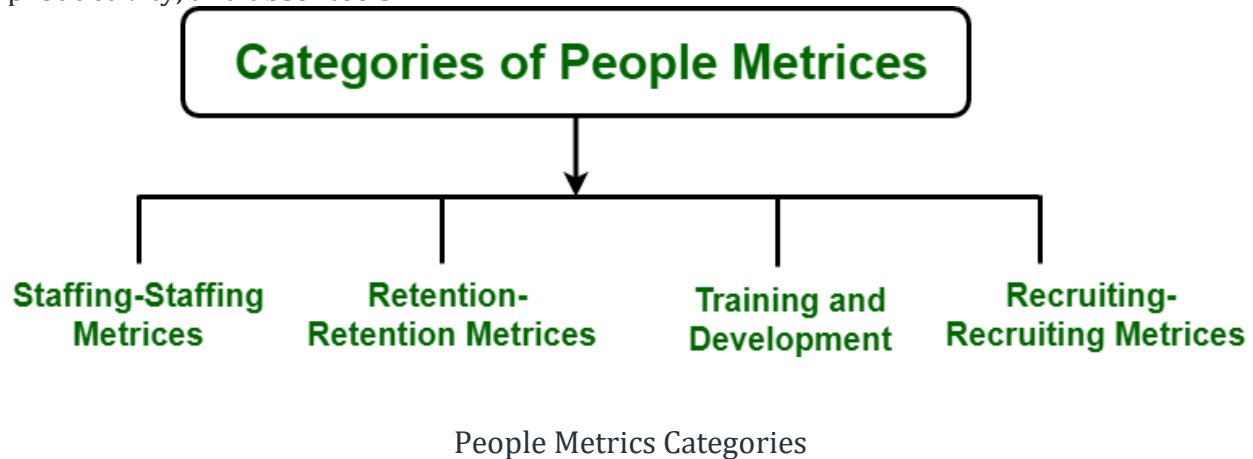 Categories of People Metrices
Staffing-Staffing
Metrices
Retention-
Retention Metrices
Training and
Development
Recruiting-
Recruiting Metrices
People Metrics Categories